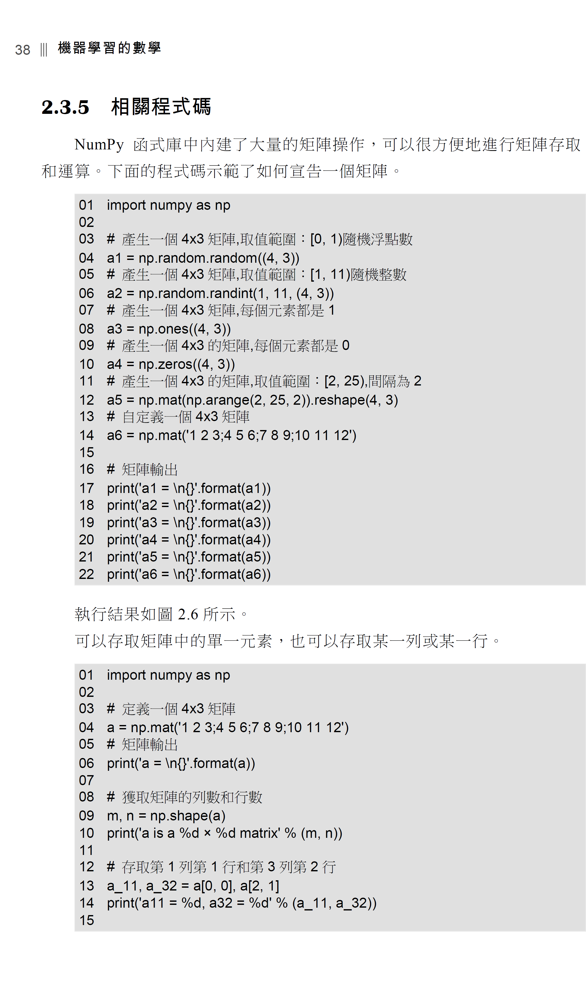 38 ||| 機器學習的數學
2.3.5 相關程式碼
NumPy 函式庫中內建了大量的矩陣操作，可以很方便地進行矩陣存取
和運算。下面的程式碼示範了如何宣告一個矩陣。
01 import numpy as np
02
03 # 產生一個 4x3 矩陣,取值範圍：[0, 1)隨機浮點數
04 a1 = np.random.random((4, 3))
05 # 產生一個 4x3 矩陣,取值範圍：[1, 11)隨機整數
06 a2 = np.random.randint(1, 11, (4, 3))
07 # 產生一個 4x3 矩陣,每個元素都是 1
08 a3 = np.ones((4, 3))
09 # 產生一個 4x3 的矩陣,每個元素都是 0
10 a4 = np.zeros((4, 3))
11 # 產生一個 4x3 的矩陣,取值範圍：[2, 25),間隔為 2
12 a5 = np.mat(np.arange(2, 25, 2)).reshape(4, 3)
13 # 自定義一個 4x3 矩陣
14 a6 = np.mat('1 2 3;4 5 6;7 8 9;10 11 12')
15
16 # 矩陣輸出
17 print('a1 = \n{}'.format(a1))
18 print('a2 = \n{}'.format(a2))
19 print('a3 = \n{}'.format(a3))
20 print('a4 = \n{}'.format(a4))
21 print('a5 = \n{}'.format(a5))
22 print('a6 = \n{}'.format(a6))
執行結果如圖 2.6 所示。
可以存取矩陣中的單一元素，也可以存取某一列或某一行。
01 import numpy as np
02
03 # 定義一個 4x3 矩陣
04 a = np.mat('1 2 3;4 5 6;7 8 9;10 11 12')
05 # 矩陣輸出
06 print('a = \n{}'.format(a))
07
08 # 獲取矩陣的列數和行數
09 m, n = np.shape(a)
10 print('a is a %d × %d matrix' % (m, n))
11
12 # 存取第 1 列第 1 行和第 3 列第 2 行
13 a_11, a_32 = a[0, 0], a[2, 1]
14 print('a11 = %d, a32 = %d' % (a_11, a_32))
15